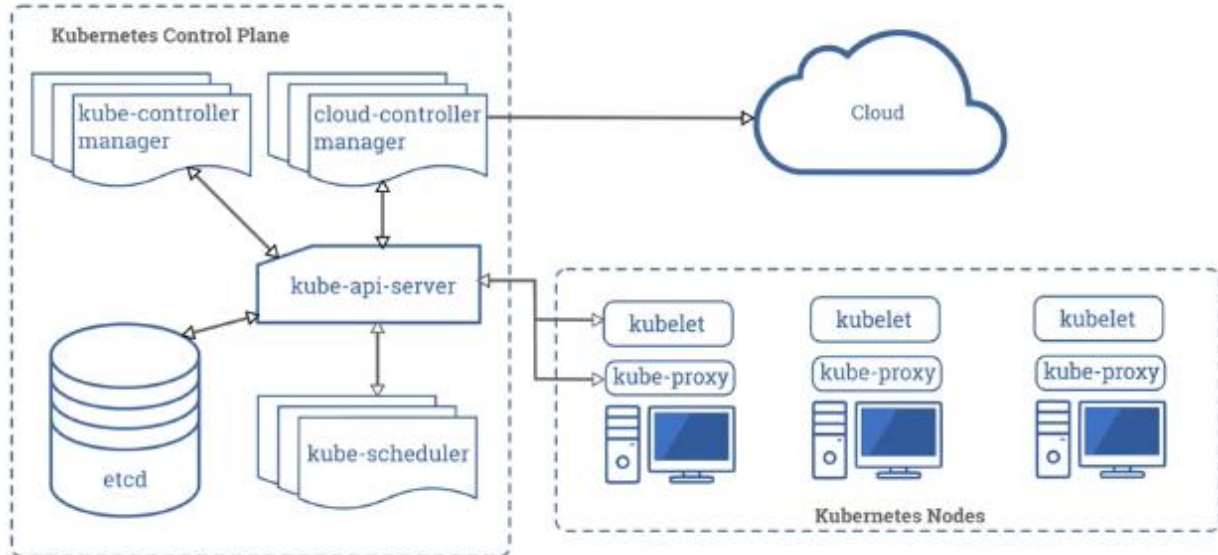 Kubernetes Control Plane
kube-controller
manager
cloud-controller
manager
Cloud
kube-api-server
kubelet
kubelet
kubelet
kube-proxy
kube-proxy
kube-proxy
etcd
kube-scheduler
Kubernetes Nodes